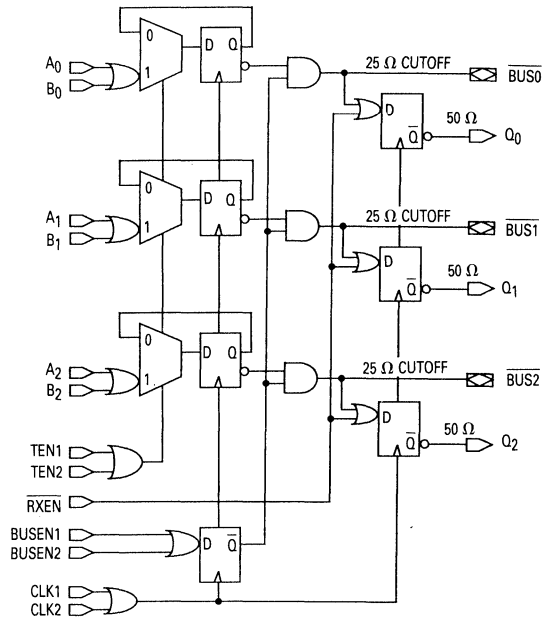 0
D Q
25 Ω CUTOFF
A0
B0
1
BUS0
D
Q
50 Ω
Q0
0
D Q
25 Ω CUTOFF
A1
B1
1
BUS1
D
Q
50 Ω
Q1
0
D Q
25 Ω CUTOFF
A2
B2
1
BUS2
D
Q
50 Ω
Q2
TEN1
TEN2
RXEN
BUSEN1
BUSEN2
D Q
CLK1
CLK2